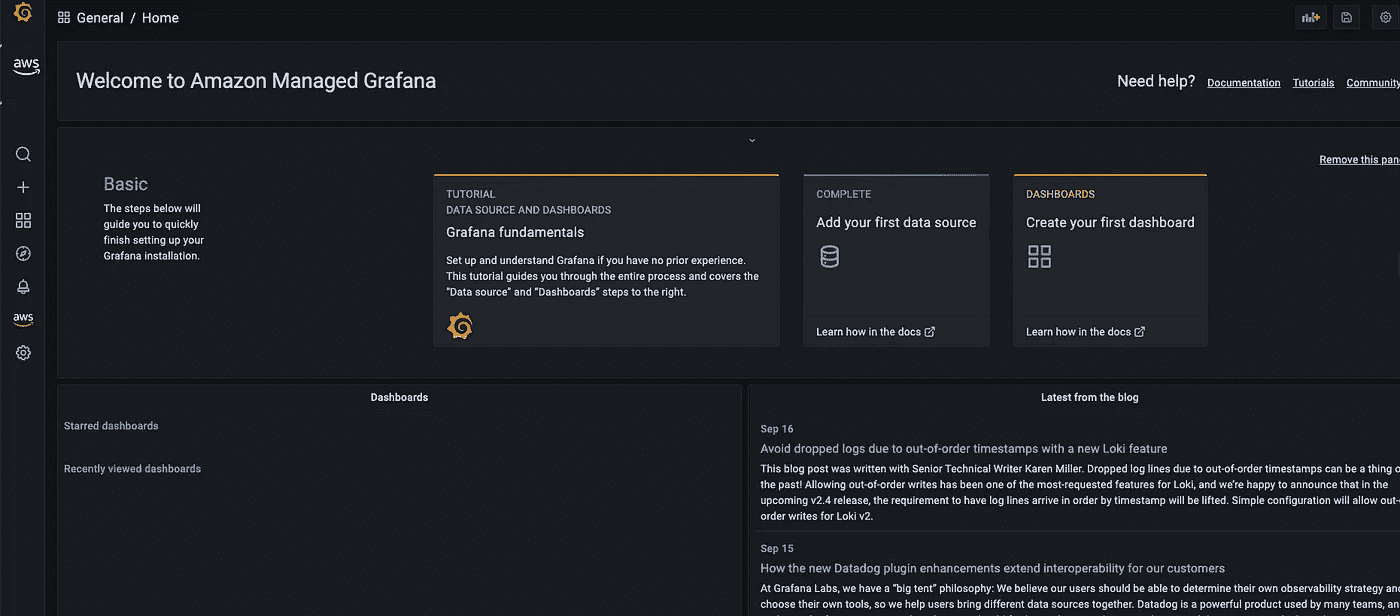 General / Home
aws
Welcome to Amazon Managed Grafana
Need help? Documentation Tutorials Community
Remove this
Basic
The steps below will
guide you to quickly
finish setting up your
Grafana installation.
TUTORIAL
DATA SOURCE AND DASHBOARDS
Grafana fundamentals
Set up and understand Grafana if you have no prior experience.
This tutorial guides you through the entire process and covers the
"Data source" and "Dashboards" steps to the right.
COMPLETE
Add your first data source
Learn how in the docs
DASHBOARDS
Create your first dashboard
Learn how in the docs
aws
Dashboards
Starred dashboards
Recently viewed dashboards
Latest from the blog
Sep 16
Avoid dropped logs due to out-of-order timestamps with a new Loki feature
This blog post was written with Senior Technical Writer Karen Miller. Dropped log lines due to out-of-order timestamps can be a thing
the past! Allowing out-of-order writes has been one of the most-requested features for Loki, and we're happy to announce that in the
upcoming v2.4 release, the requirement to have log lines arrive in order by timestamp will be lifted. Simple configuration will allow out-
order writes for Loki v2.
Sep 15
How the new Datadog plugin enhancements extend interoperability for our customers
At Grafana Labs, we have a "big tent" philosophy: We believe our users should be able to determine their own observability strategy and
choose their own tools, so we help users bring different data sources together. Datadog is a powerful product used by many teams,